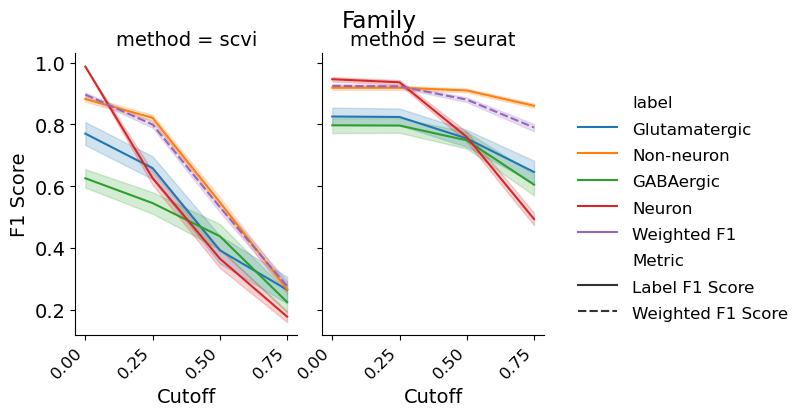 Family
method = scvi
method = seurat
F1 Score
1.0
0.8
0.6
0.4
0.2
0.00
0.25
0.50
0.75
Cutoff
0.00
0.25
0.50
0.75
Cutoff
label
Glutamatergic
Non-neuron
GABAergic
Neuron
Weighted F1
Metric
Label F1 Score
Weighted F1 Score